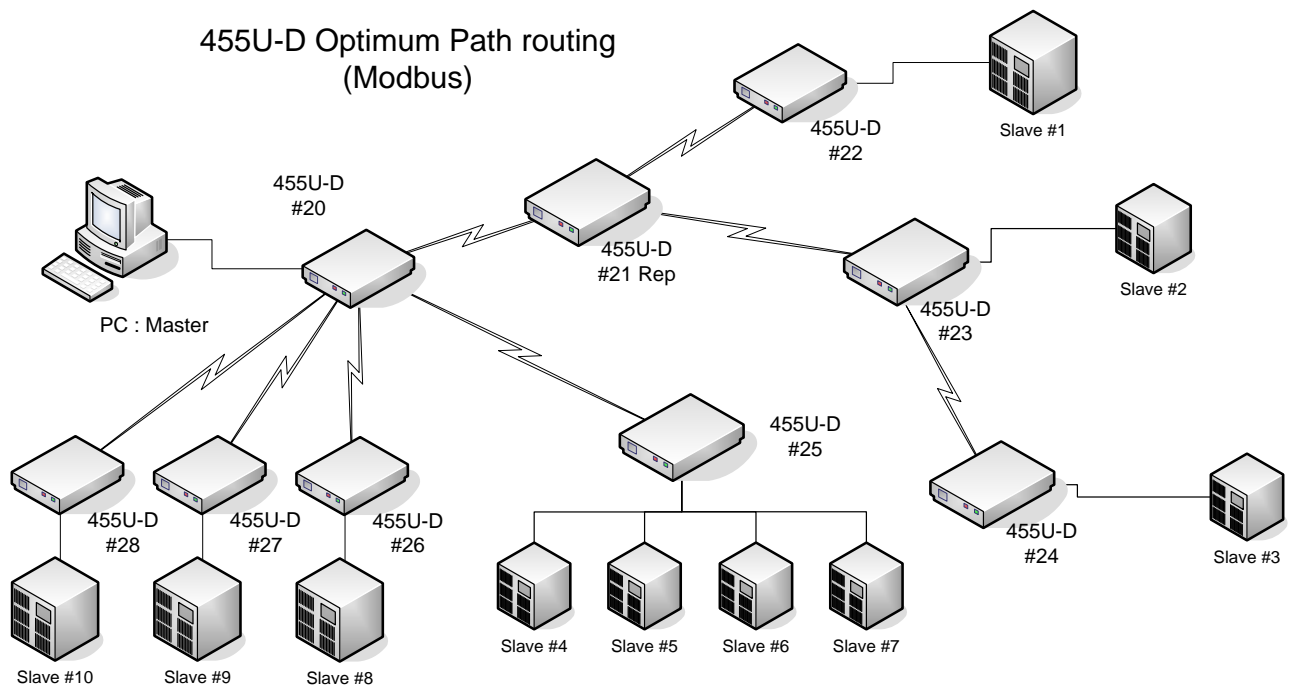 455U-D Optimum Path routing
(Modbus)
455U-D
#22
Slave #1
455U-D
#20
455U-D
#21 Rep
PC : Master
455U-D
#23
Slave #2
455U-D
#25
455U-D
#28
455U-D
#27
455U-D
#26
455U-D
#24
Slave #3
Slave #4
Slave #5
Slave #6
Slave #7
Slave #10
Slave #9
Slave #8